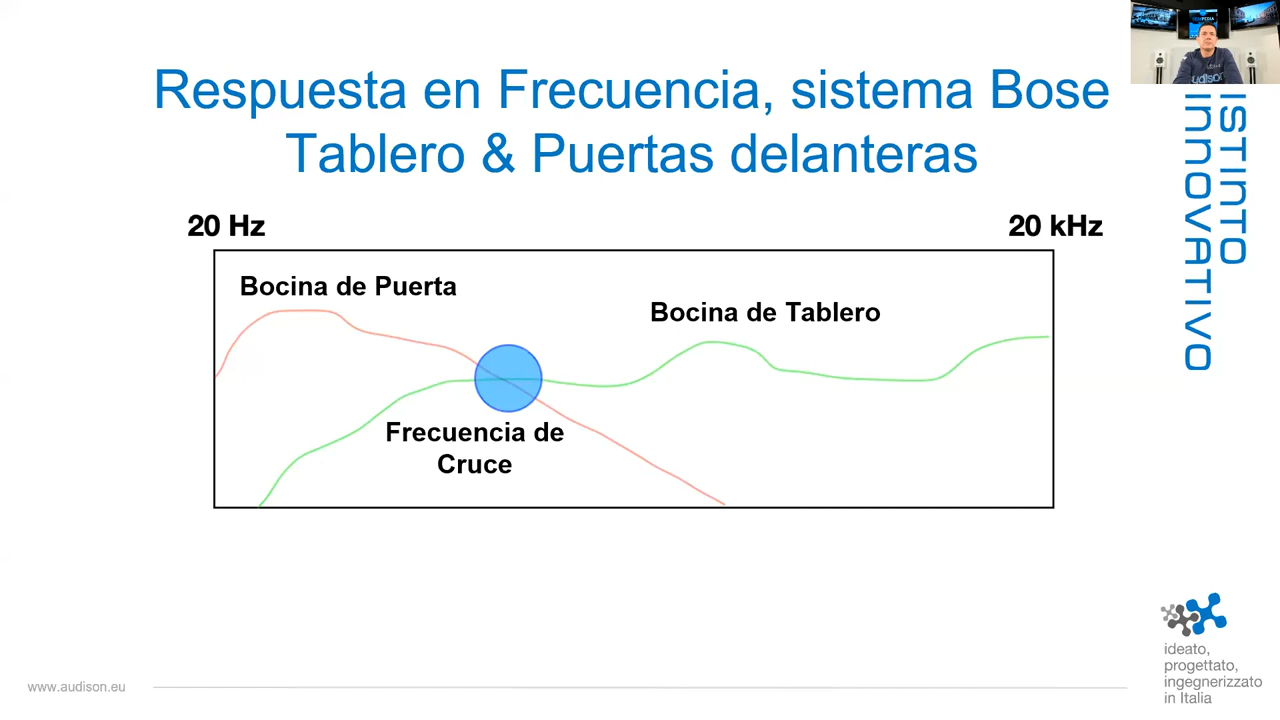 Respuesta en Frecuencia, sistema Bose
Tablero & Puertas delanteras
20 Hz
20 kHz
Bocina de Puerta
Bocina de Tablero
Frecuencia de
Cruce
ISTINTO
INNOVATIVO
www.audison.eu
ideato,
progettato,
ingegnerizzato
in Italia